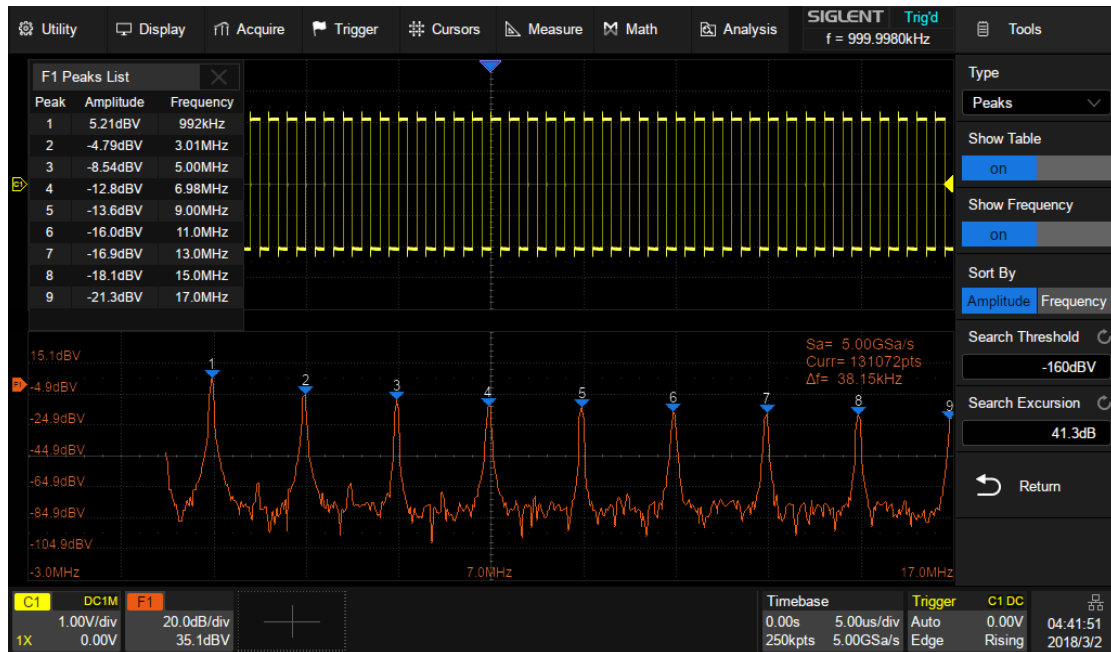 Utility Display Acquire Trigger Cursors Measure Math Analysis
SIGLENT Trig'd
f = 999.9980kHz
Tools
F1 Peaks List
Peak Amplitude Frequency
1 5.21dBV 992kHz
2 -4.79dBV 3.01MHz
3 -8.54dBV 5.00MHz
4 -12.8dBV 6.98MHz
5 -13.6dBV 9.00MHz
6 -16.0dBV 11.0MHz
7 -16.9dBV 13.0MHz
8 -18.1dBV 15.0MHz
9 -21.3dBV 17.0MHz
C1
Sa= 5.00GSa/s
Curr= 131072pts
Δf= 38.15kHz
1 2 3 4 5 6 7 8 9
F1
15.1dBV
-4.9dBV
-24.9dBV
-44.9dBV
-64.9dBV
-84.9dBV
-104.9dBV
-3.0MHz 7.0MHz 17.0MHz
Type
Peaks
Show Table
on
Show Frequency
on
Sort By
Amplitude Frequency
Search Threshold
-160dBV
Search Excursion
41.3dB
Return
C1 DC1M
1.00V/div
1X 0.00V
F1
20.0dB/div
35.1dBV
Timebase
0.00s 5.00us/div
250kpts 5.00GSa/s
Trigger C1 DC
Auto 0.00V
Edge Rising
04:41:51
2018/3/2